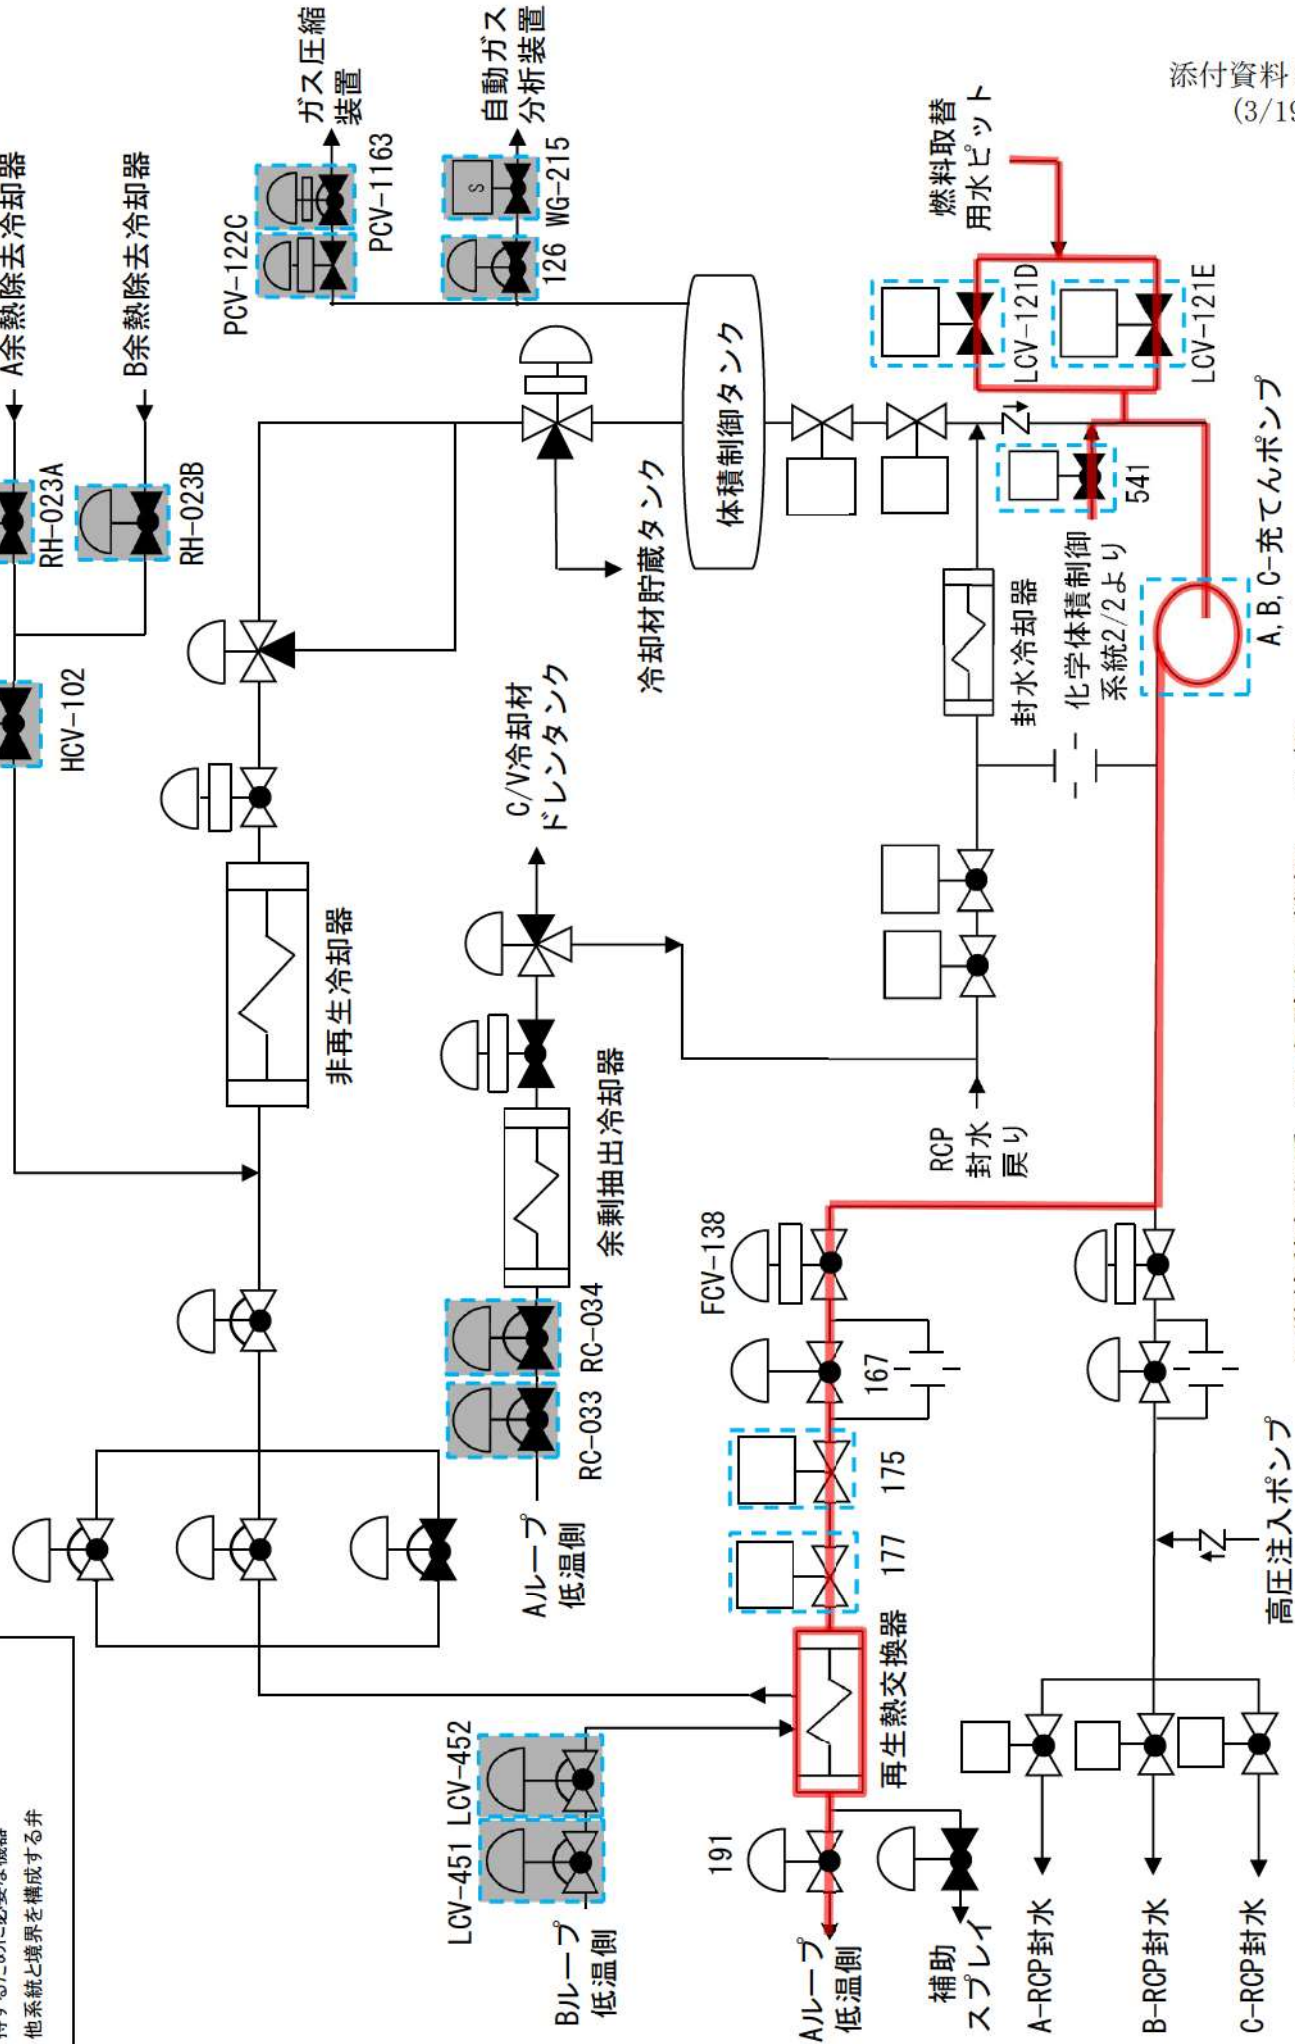 添付資料
(3/19
A余熱除去冷却器
B余熱除去冷却器
RH-023A
RH-023B
HCV-102
ガス圧縮
装置
PCV-122C
PCV-1163
自動ガス
分析装置
S
126
WG-215
燃料取替
用水ピット
LCV-121D
LCV-121E
体積制御タンク
冷却材貯蔵タンク
541
化学体積制御
系統2/2より
封水冷却器
A, B, C-充てんポンプ
C/V冷却材
ドレンタンク
非再生冷却器
余剰抽出冷却器
RC-034
RC-033
Aループ
低温側
RCP
封水
戻り
FCV-138
167
175
177
再生熱交換器
高圧注入ポンプ
LCV-452
LCV-451
Bループ
低温側
191
Aループ
低温側
補助
スプレイ
A-RCP封水
B-RCP封水
C-RCP封水
他系統と境界を構成する弁